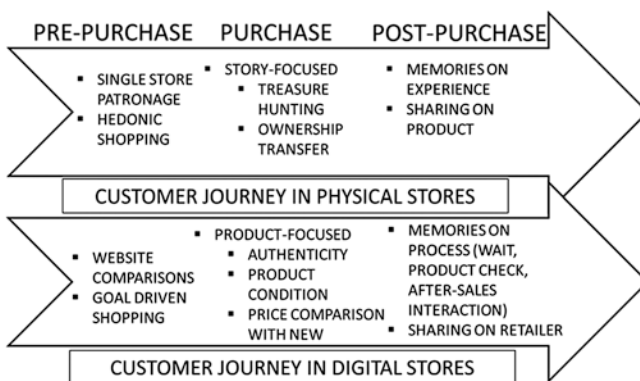 PRE-PURCHASE PURCHASE POST-PURCHASE
▪ SINGLE STORE
PATRONAGE
▪ HEDONIC
SHOPPING
▪ STORY-FOCUSED
▪ TREASURE
HUNTING
▪ OWNERSHIP
TRANSFER
▪ MEMORIES ON
EXPERIENCE
▪ SHARING ON
PRODUCT
CUSTOMER JOURNEY IN PHYSICAL STORES
▪ WEBSITE
COMPARISONS
▪ GOAL DRIVEN
SHOPPING
▪ PRODUCT-FOCUSED
▪ AUTHENTICITY
▪ PRODUCT
CONDITION
▪ PRICE COMPARISON
WITH NEW
▪ MEMORIES ON
PROCESS (WAIT,
PRODUCT CHECK,
AFTER-SALES
INTERACTION)
▪ SHARING ON RETAILER
CUSTOMER JOURNEY IN DIGITAL STORES